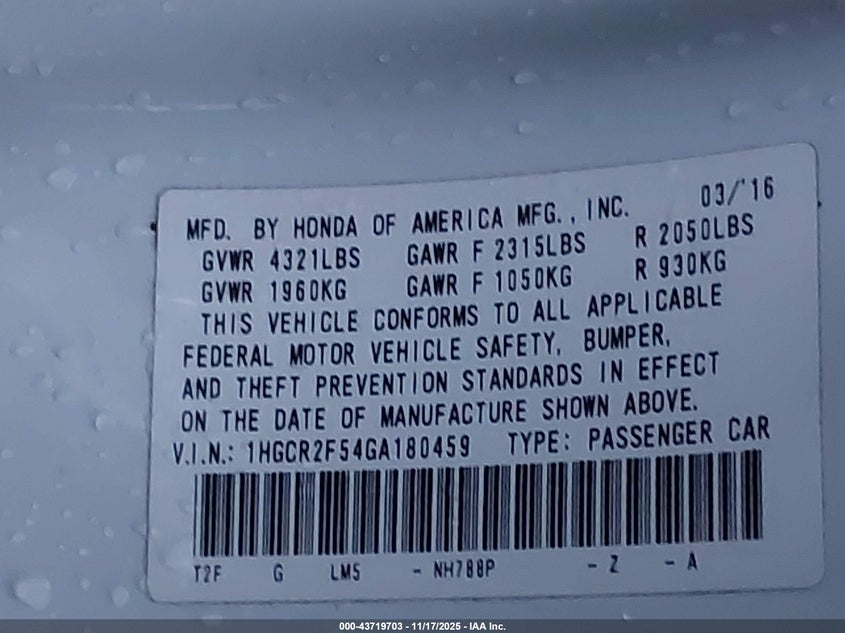 03/'16
MFD. BY HONDA OF AMERICA MFG., INC.
GVWR 4321LBS GAWR F 2315LBS R 2050LBS
GVWR 1960KG GAWR F 1050KG R 930KG
THIS VEHICLE CONFORMS TO ALL APPLICABLE
FEDERAL MOTOR VEHICLE SAFETY, BUMPER,
AND THEFT PREVENTION STANDARDS IN EFFECT
ON THE DATE OF MANUFACTURE SHOWN ABOVE.
V.I.N.: 1HGCR2F54GA180459 TYPE: PASSENGER CAR
T2F G LM5 - NH788P - Z - A
000-43719703 - 11/17/2025 - IAA Inc.